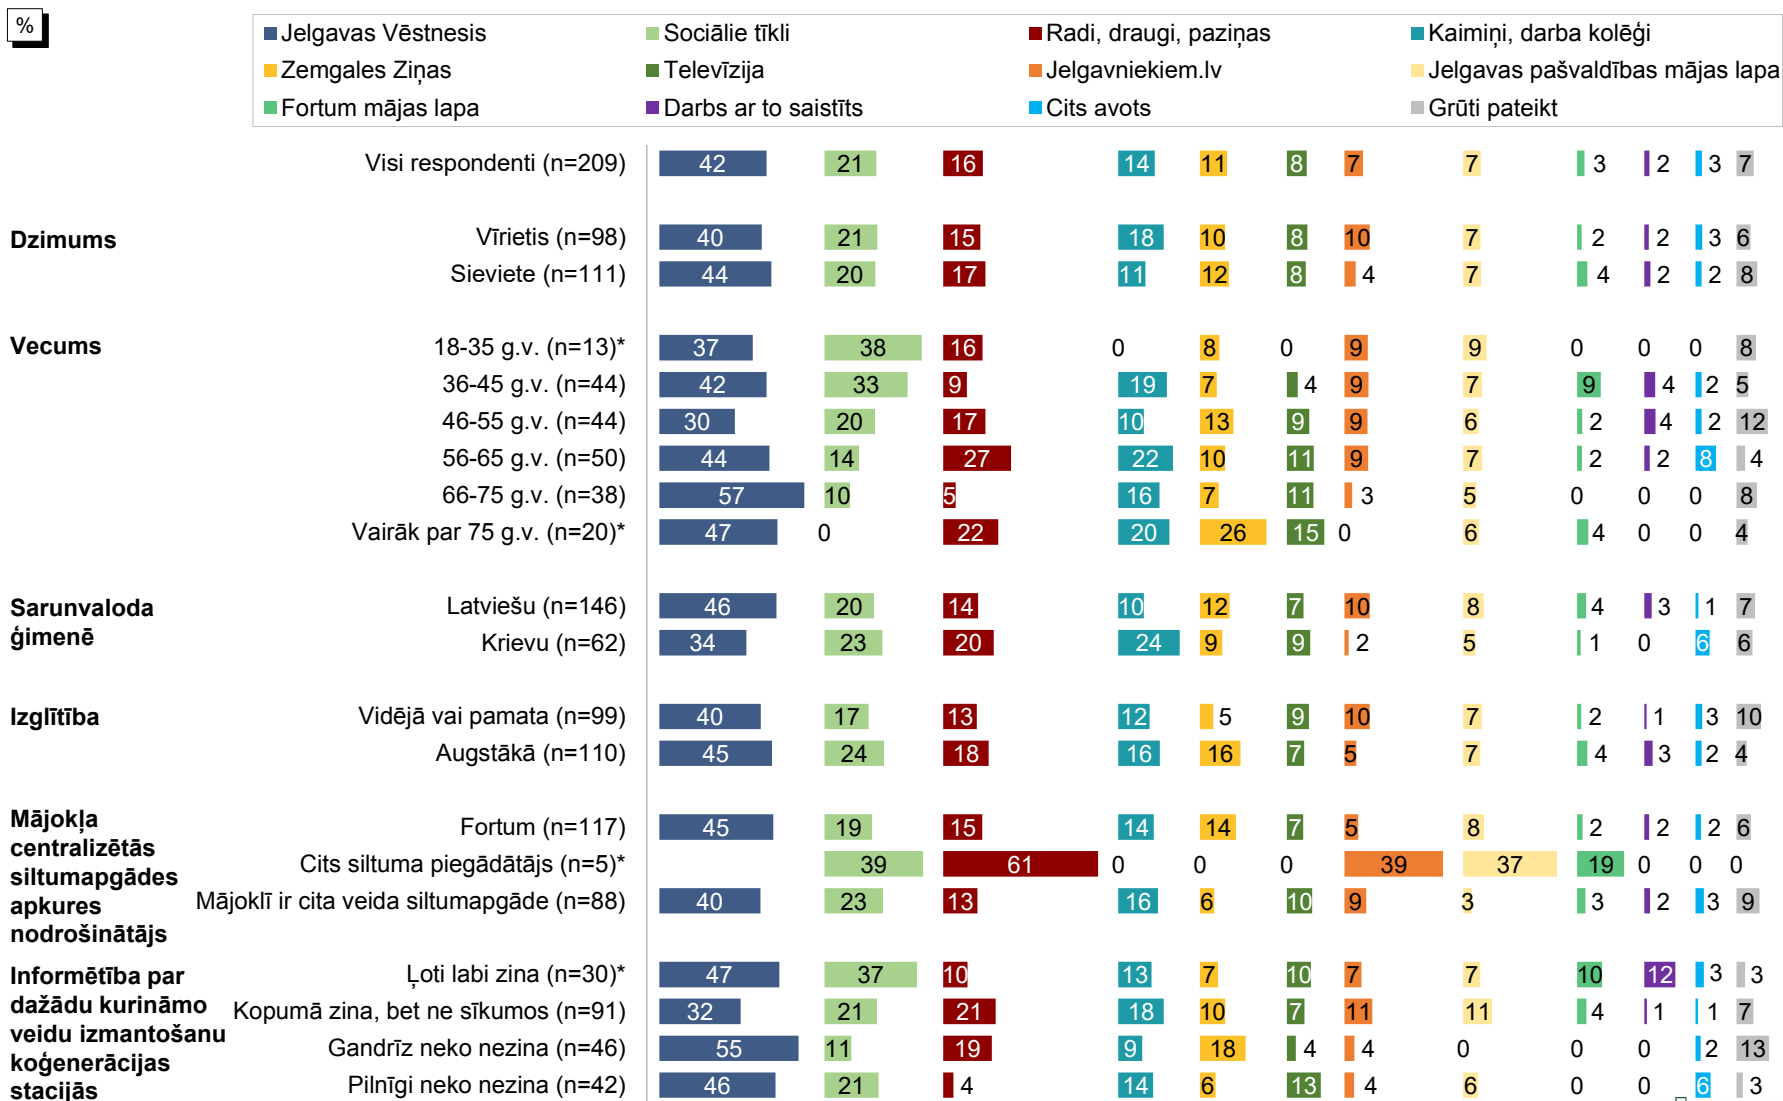 %
Jelgavas Vēstnesis Sociālie tīkli Radi, draugi, paziņas Kaimiņi, darba kolēģi
Zemgales Ziņas Televīzija Jelgavniekiem.lv Jelgavas pašvaldības mājas lapa
Fortum mājas lapa Darbs ar to saistīts Cits avots Grūti pateikt
Visi respondenti (n=209) 42 21 16 14 11 8 7 7 3 2 3 7
Dzimums Vīrietis (n=98) 40 21 15 18 10 8 10 7 2 2 3 6
Sieviete (n=111) 44 20 17 11 12 8 4 7 4 2 2 8
Vecums 18-35 g.v. (n=13)* 37 38 16 0 8 0 9 9 0 0 0 8
36-45 g.v. (n=44) 42 33 9 19 7 4 9 7 9 4 2 5
46-55 g.v. (n=44) 30 20 17 10 13 9 9 6 2 4 2 12
56-65 g.v. (n=50) 44 14 27 22 10 11 9 7 2 2 8 4
66-75 g.v. (n=38) 57 10 5 16 7 11 3 5 0 0 0 8
Vairāk par 75 g.v. (n=20)* 47 0 22 20 26 15 0 6 4 0 0 4
Sarunvaloda
ģimenē
Latviešu (n=146) 46 20 14 10 12 7 10 8 4 3 1 7
Krievu (n=62) 34 23 20 24 9 9 2 5 1 0 6 6
Izglītība Vidējā vai pamata (n=99) 40 17 13 12 5 9 10 7 2 1 3 10
Augstākā (n=110) 45 24 18 16 16 7 5 7 4 3 2 4
Mājokļa
centralizētās
siltumapgādes
apkures
nodrošinātājs
Fortum (n=117) 45 19 15 14 14 7 5 8 2 2 2 6
Cits siltuma piegādātājs (n=5)* 39 61 0 0 0 39 37 19 0 0 0
Mājoklī ir cita veida siltumapgāde (n=88) 40 23 13 16 6 10 9 3 3 2 3 9
Informētība par
dažādu kurināmo
veidu izmantošanu
koģenerācijas
stacijās
Ļoti labi zina (n=30)* 47 37 10 13 7 10 7 7 10 12 3 3
Kopumā zina, bet ne sīkumos (n=91) 32 21 21 18 10 7 11 11 4 1 1 7
Gandrīz neko nezina (n=46) 55 11 19 9 18 4 4 0 0 0 2 13
Pilnīgi neko nezina (n=42) 46 21 4 14 6 13 4 6 0 0 6 3